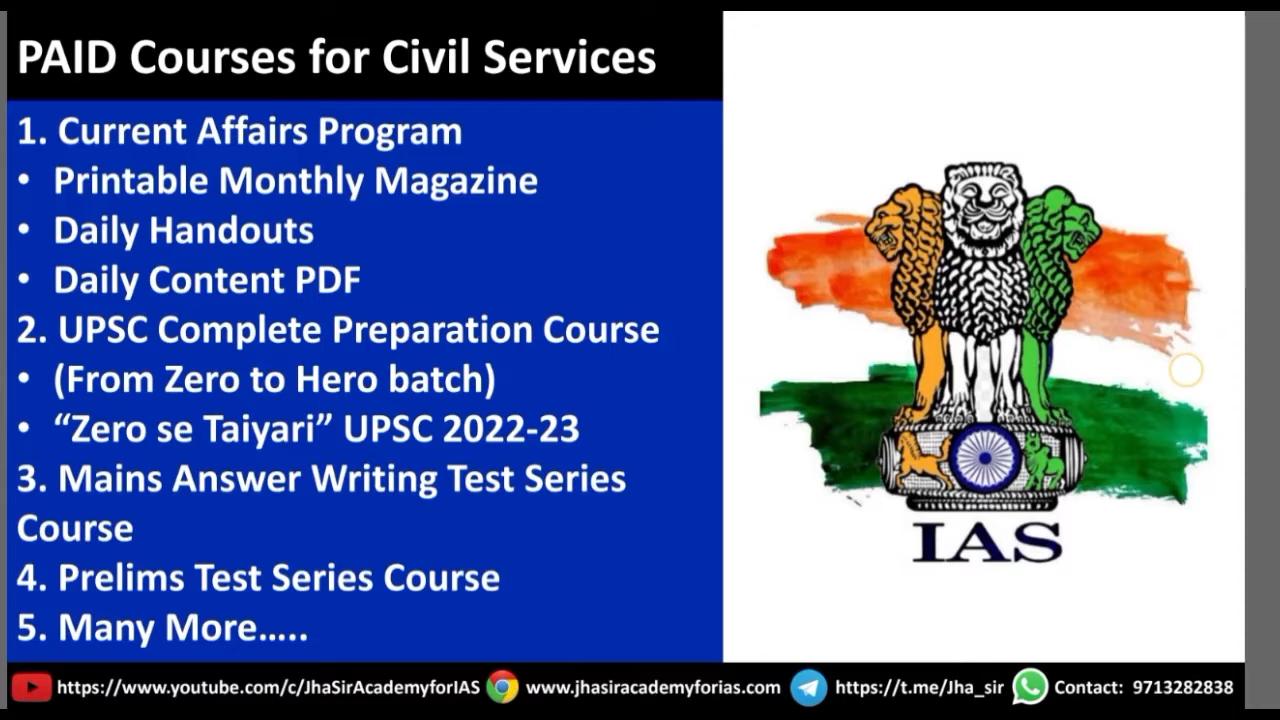 PAID Courses for Civil Services
1. Current Affairs Program
• Printable Monthly Magazine
• Daily Handouts
• Daily Content PDF
2. UPSC Complete Preparation Course
• (From Zero to Hero batch)
• “Zero se Taiyari” UPSC 2022-23
3. Mains Answer Writing Test Series
Course
4. Prelims Test Series Course
5. Many More.....
IAS
https://www.youtube.com/c/JhaSirAcademyforIAS www.jhasiracademyforias.com https://t.me/Jha_sir Contact: 9713282838